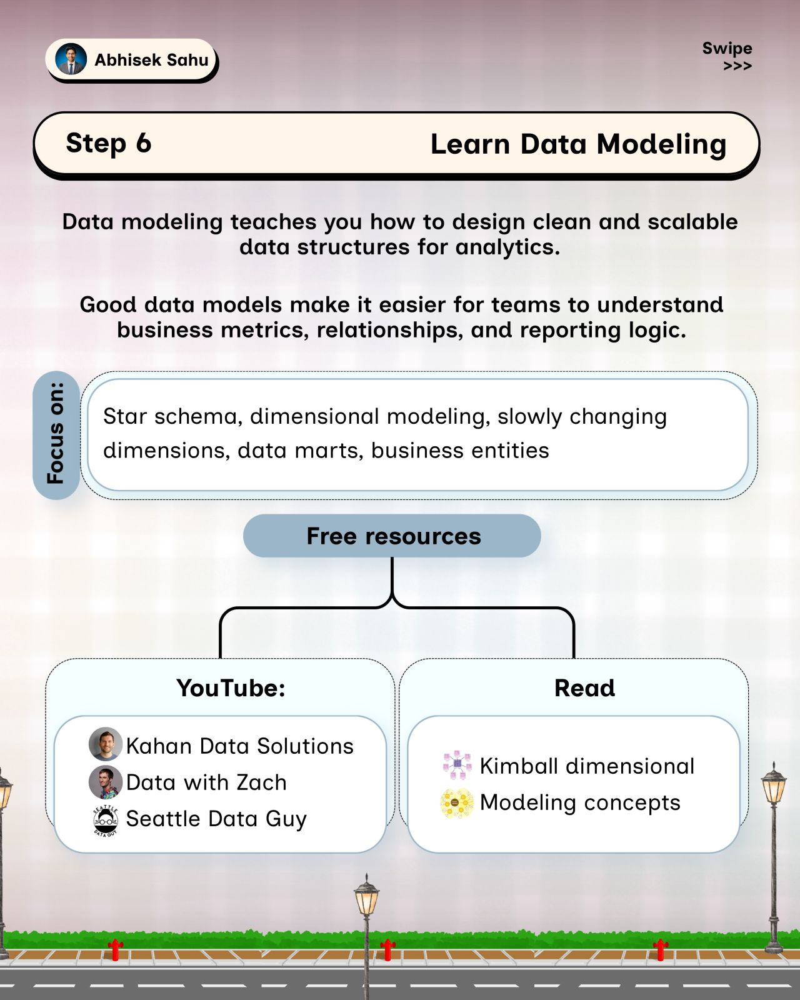 Abhisek Sahu
Swipe
>>>
Step 6
Learn Data Modeling
Data modeling teaches you how to design clean and scalable
data structures for analytics.
Good data models make it easier for teams to understand
business metrics, relationships, and reporting logic.
Focus on:
Star schema, dimensional modeling, slowly changing
dimensions, data marts, business entities
Free resources
YouTube:
Kahan Data Solutions
Data with Zach
SEATTLE
DATA GUY
Seattle Data Guy
Read
Kimball dimensional
Modeling concepts